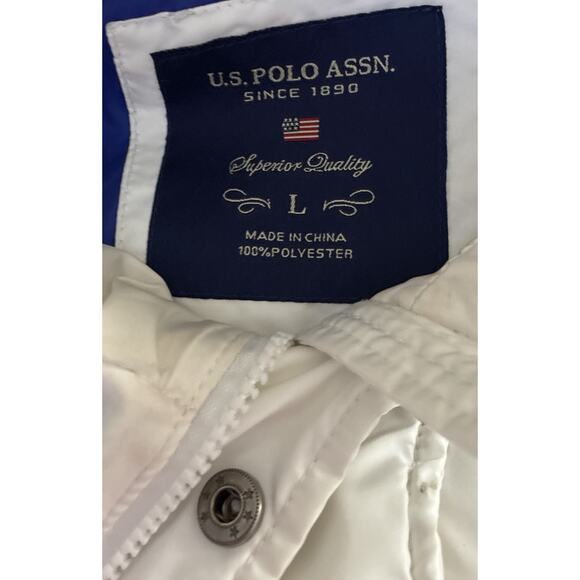 U.S. POLO ASSN.
SINCE 1890
Superior Quality
L
MADE IN CHINA
100%POLYESTER